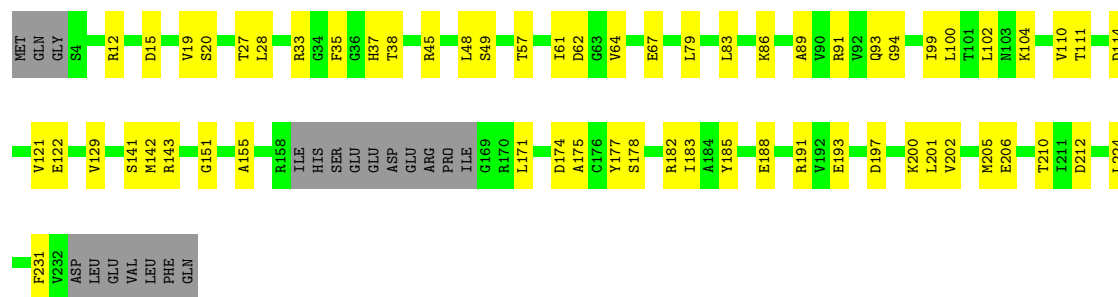 MET GLN GLY S4 R12 D15 V19 S20 T27 L28 R33 G34 F35 G36 H37 T38 R45 L48 S49 T57 I61 D62 G63 V64 E67 L79 L83 K86 A89 V90 R91 V92 Q93 G94 I99 L100 T101 L102 N103 K104 V110 T111 D114
V121 E122 V129 S141 M142 R143 G151 A155 R158 ILE HIS SER GLU GLU ASP GLU ARG PRO ILE G169 R170 L171 D174 A175 C176 Y177 S178 R182 I183 A184 Y185 E188 R191 V192 E193 D197 K200 L201 V202 M205 E206 T210 I211 D212 L224
F231 V232 ASP LEU GLU VAL LEU PHE GLN